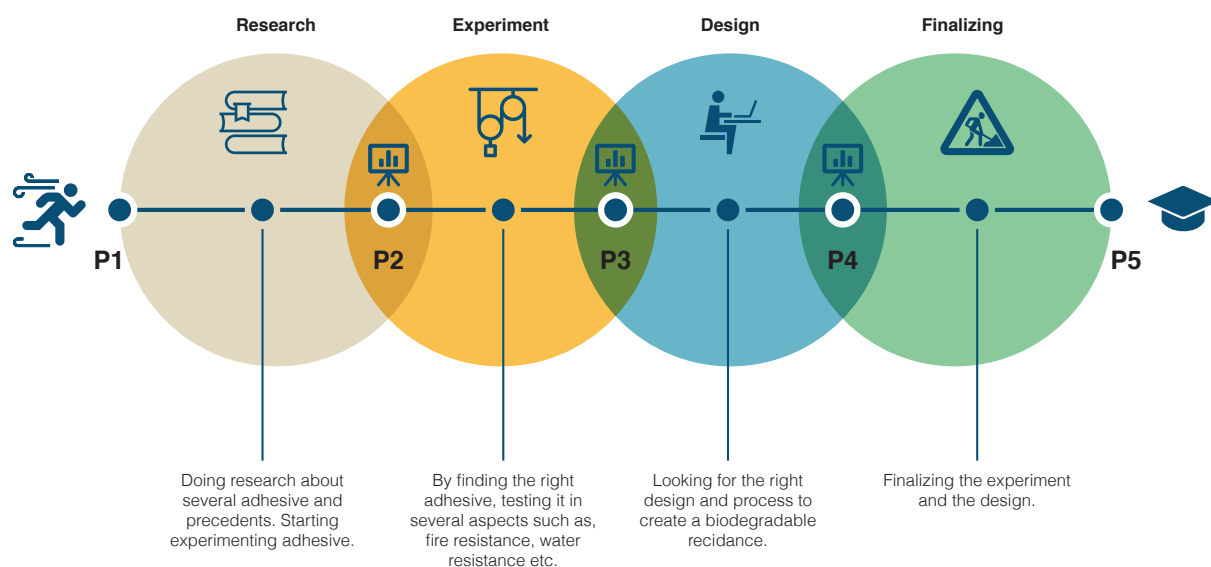 Research
Experiment
Design
Finalizing
P1
P2
P3
P4
P5
Doing research about
several adhesive and
precedents. Starting
experimenting adhesive.
By finding the right
adhesive, testing it in
several aspects such as,
fire resistance, water
resistance etc.
Looking for the right
design and process to
create a biodegradable
recidance.
Finalizing the experiment
and the design.